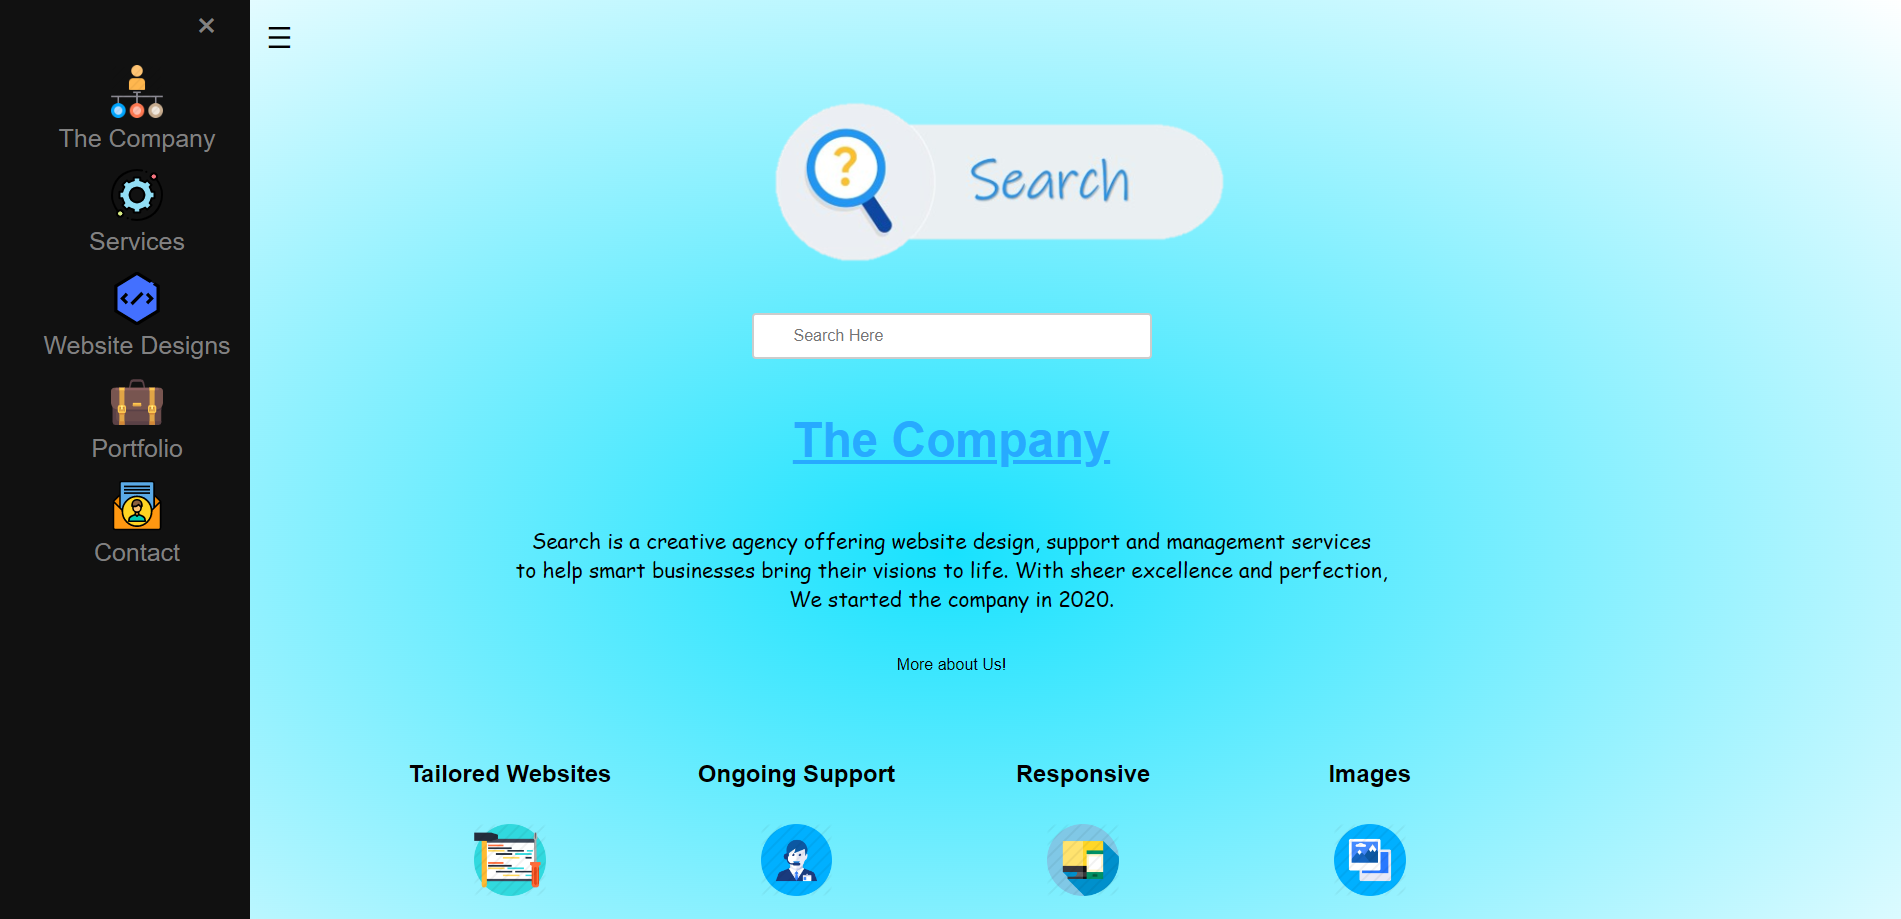 ×
☰
The Company
Services
Website Designs
Portfolio
Contact
? Search
Search Here
The Company
Search is a creative agency offering website design, support and management services
to help smart businesses bring their visions to life. With sheer excellence and perfection,
We started the company in 2020.
More about Us!
Tailored Websites
Ongoing Support
Responsive
Images